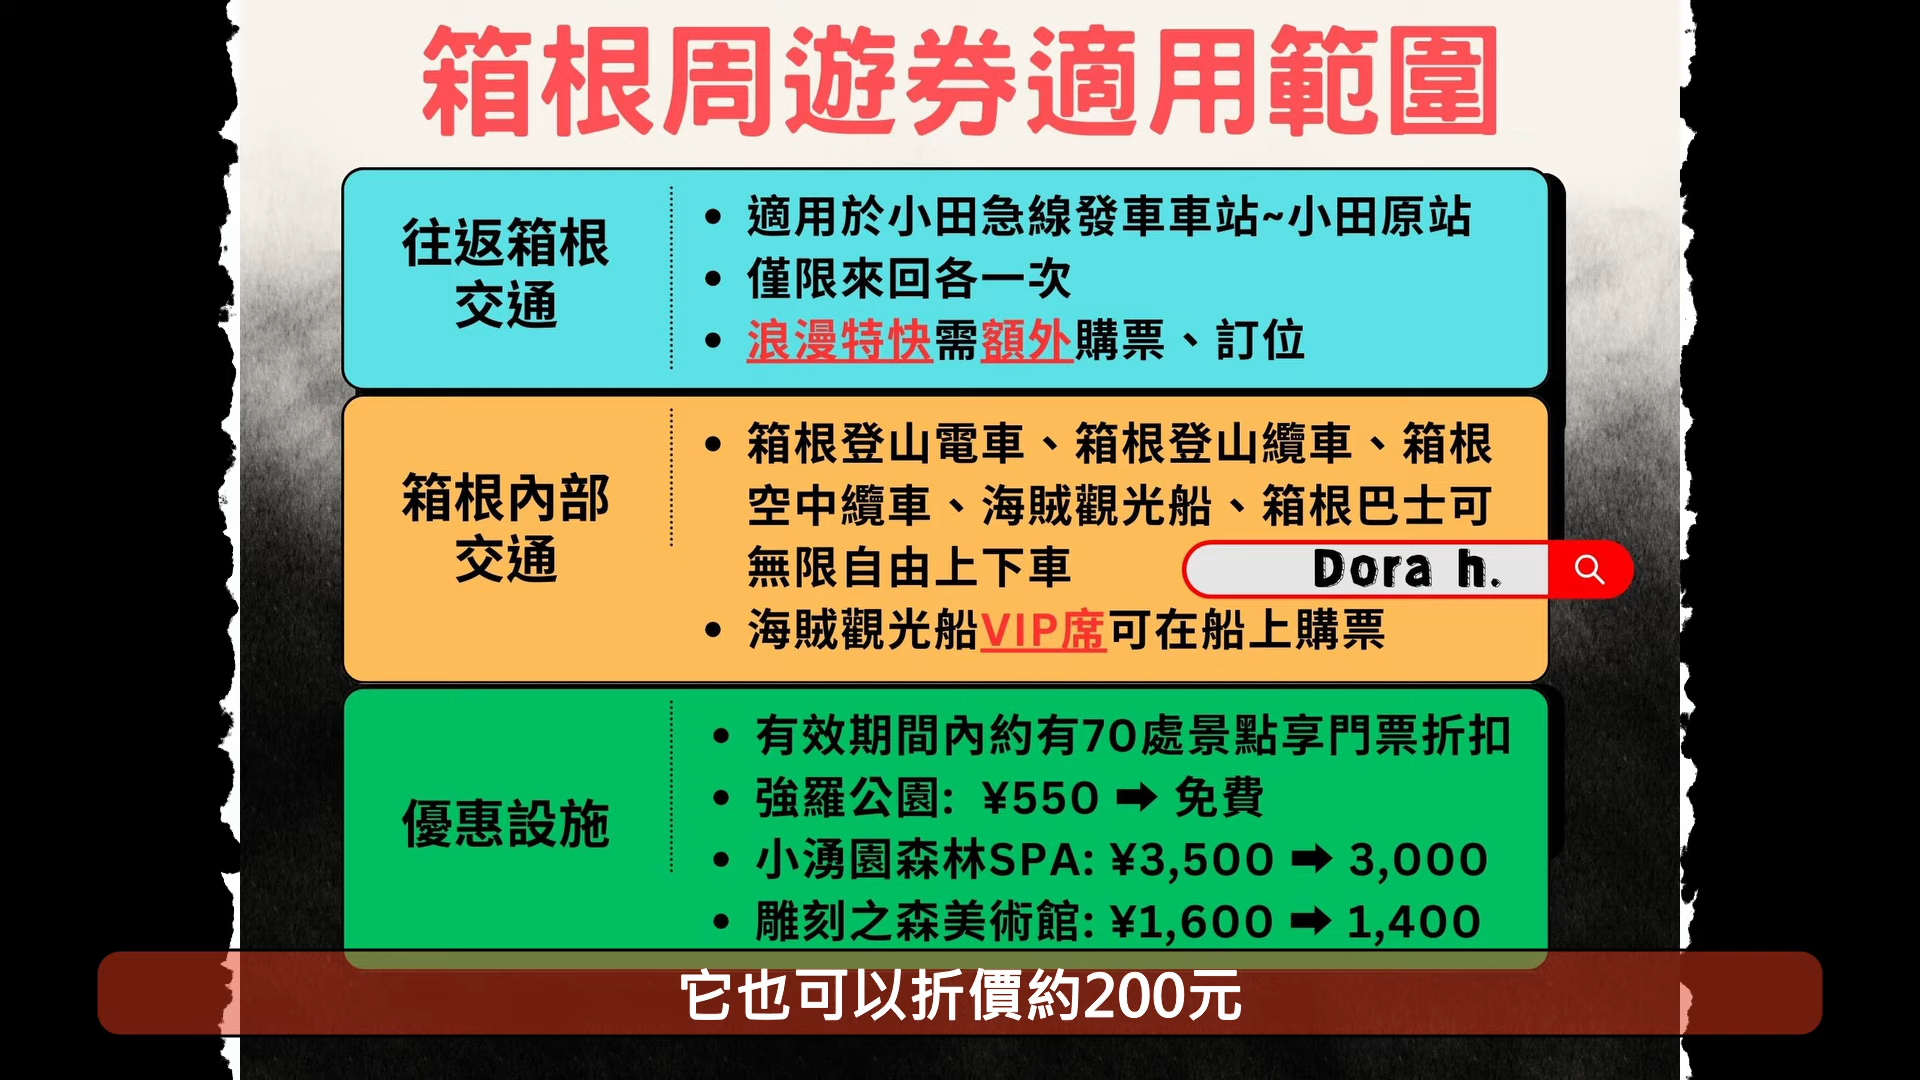 箱根周遊券適用範圍
往返箱根
交通
• 適用於小田急線發車車站~小田原站
• 僅限來回各一次
• 浪漫特快需額外購票、訂位
箱根內部
交通
• 箱根登山電車、箱根登山纜車、箱根
空中纜車、海賊觀光船、箱根巴士可
無限自由上下車
Dora h.
• 海賊觀光船VIP席可在船上購票
優惠設施
• 有效期間內約有70處景點享門票折扣
• 強羅公園: ¥550 ➡ 免費
• 小湧園森林SPA: ¥3,500 ➡ 3,000
• 雕刻之森美術館: ¥1,600 ➡ 1,400
它也可以折價約200元